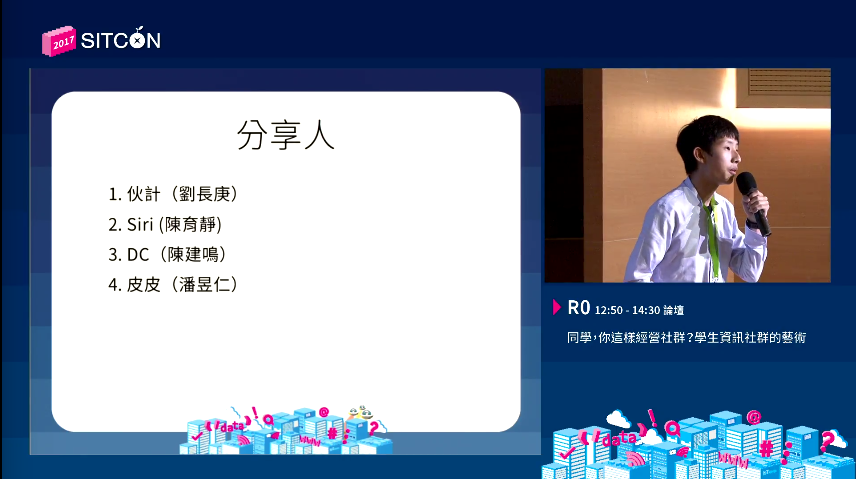 2017 SITCON
分享人
1. 伙計（劉長庚）
2. Siri (陳育靜)
3. DC（陳建鳴）
4. 皮皮（潘昱仁）
R0 12:50 - 14:30 論壇
同學，你這樣經營社群？學生資訊社群的藝術
data
www
data
www